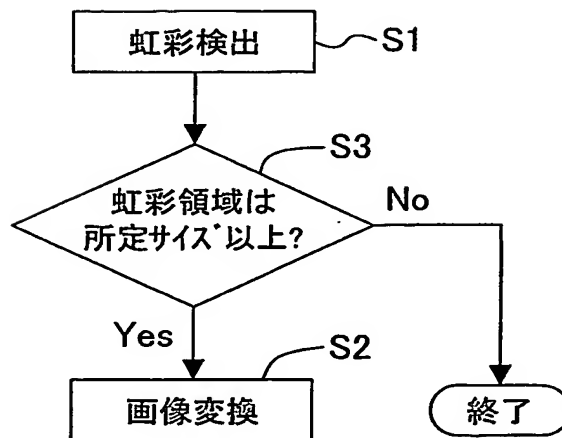 虹彩検出
S1
S3
虹彩領域は
所定サイズ以上?
No
Yes
S2
画像変換
終了